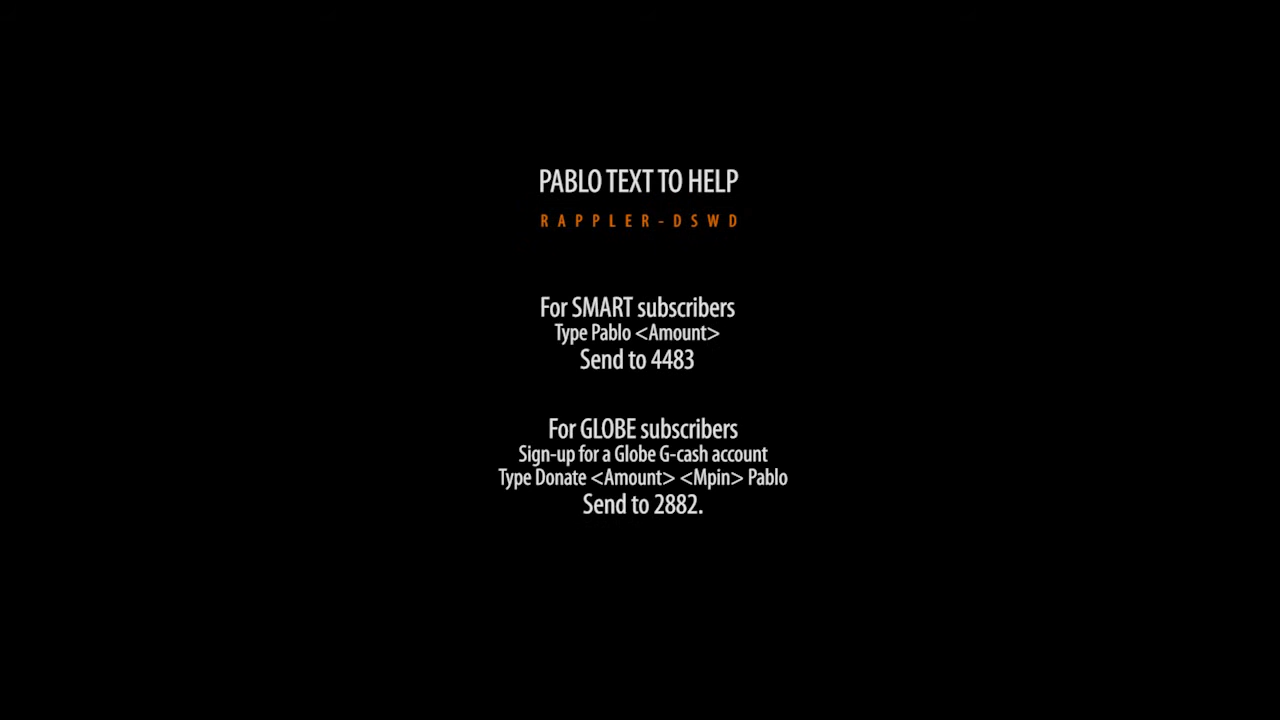 PABLO TEXT TO HELP
RAPPLER-DSWD
For SMART subscribers
Type Pablo <Amount>
Send to 4483
For GLOBE subscribers
Sign-up for a Globe G-cash account
Type Donate <Amount> <Mpin> Pablo
Send to 2882.